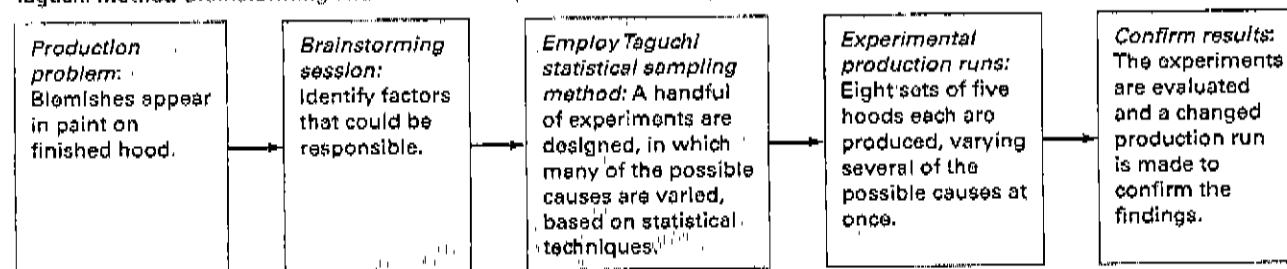 Taguchi Method Brainstorming
Production
problem:
Blemishes appear
in paint on
finished hood.
Brainstorming
session:
Identify factors
that could be
responsible.
Employ Taguchi
statistical sampling
method: A handful
of experiments are
designed, in which
many of the possible
causes are varied,
based on statistical
techniques.
Experimental
production runs:
Eight sets of five
hoods each are
produced, varying
several of the
possible causes at
once.
Confirm results:
The experiments
are evaluated
and a changed
production run
is made to
confirm the
findings.